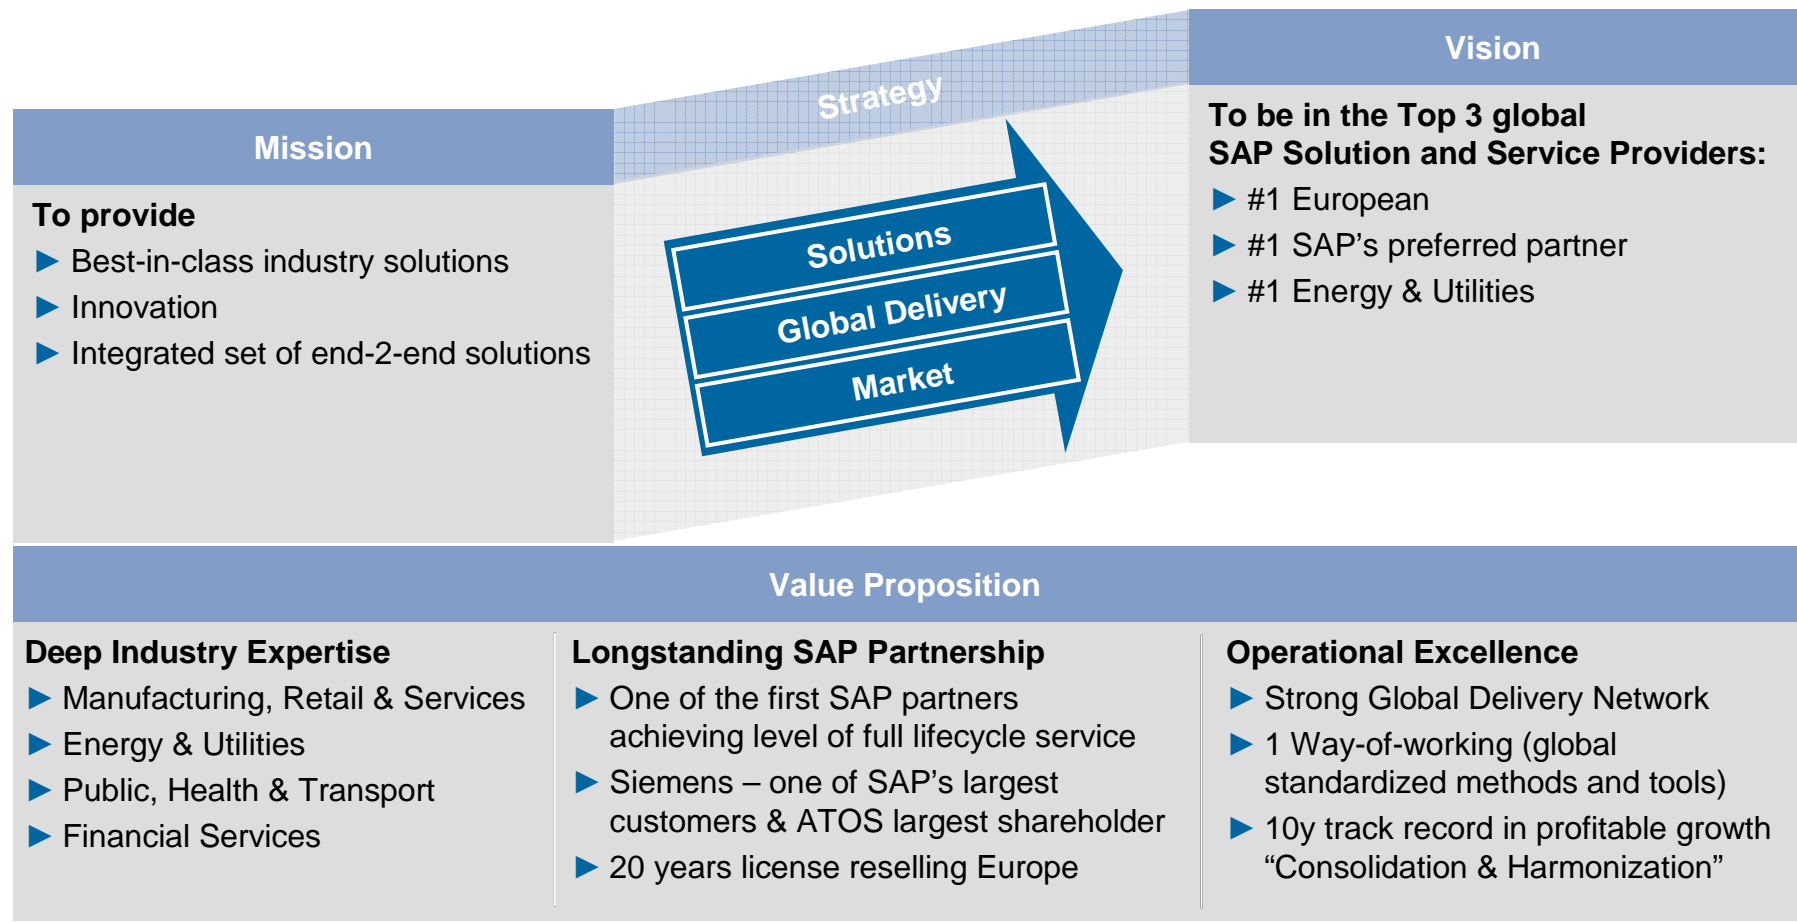 Mission
To provide
► Best-in-class industry solutions
► Innovation
► Integrated set of end-2-end solutions
Strategy
Solutions
Global Delivery
Market
Vision
To be in the Top 3 global
SAP Solution and Service Providers:
► #1 European
► #1 SAP’s preferred partner
► #1 Energy & Utilities
Value Proposition
Deep Industry Expertise
► Manufacturing, Retail & Services
► Energy & Utilities
► Public, Health & Transport
► Financial Services
Longstanding SAP Partnership
► One of the first SAP partners
achieving level of full lifecycle service
► Siemens – one of SAP’s largest
customers & ATOS largest shareholder
► 20 years license reselling Europe
Operational Excellence
► Strong Global Delivery Network
► 1 Way-of-working (global
standardized methods and tools)
► 10y track record in profitable growth
“Consolidation & Harmonization”